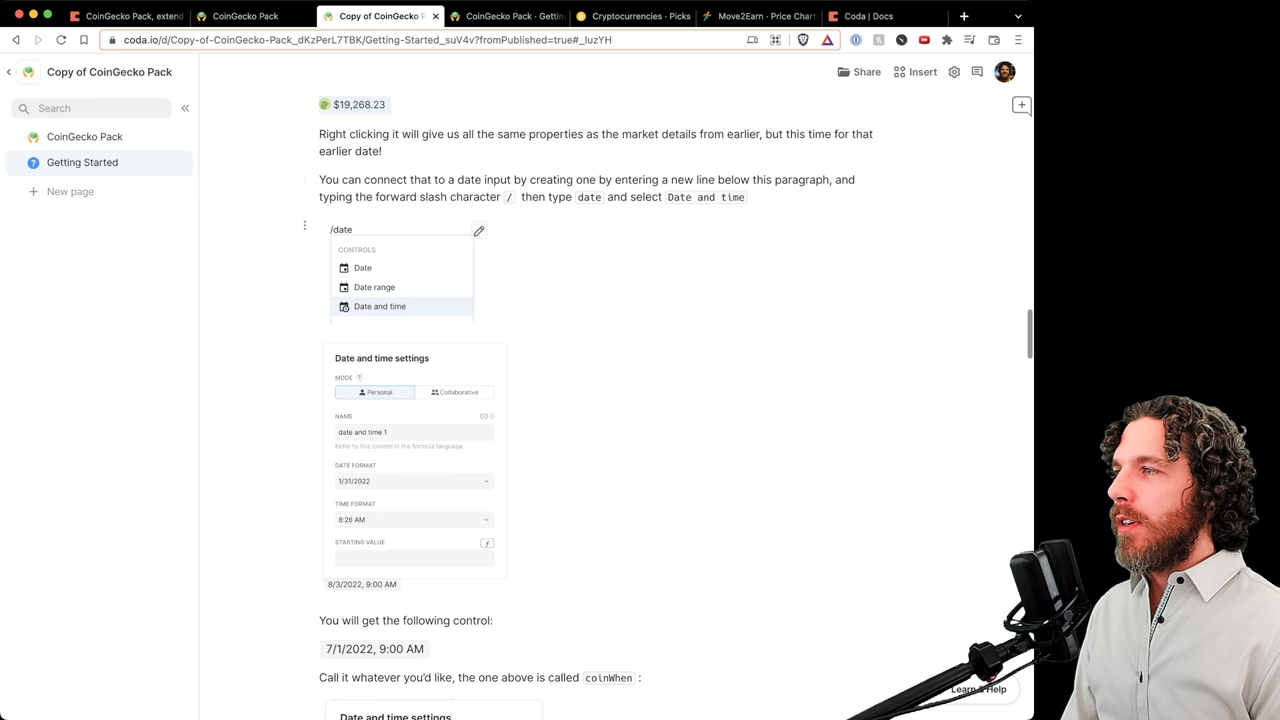 CoinGecko Pack, extend
CoinGecko Pack
Copy of CoinGecko P
CoinGecko Pack · Gettin
Cryptocurrencies · Picks
Move2Earn · Price Chart
Coda | Docs
coda.io/d/Copy-of-CoinGecko-Pack_dKzPerL7TBK/Getting-Started_suV4v?fromPublished=true#_luzYH
Copy of CoinGecko Pack
Share
Insert
Search
CoinGecko Pack
Getting Started
New page
$19,268.23
Right clicking it will give us all the same properties as the market details from earlier, but this time for that
earlier date!
You can connect that to a date input by creating one by entering a new line below this paragraph, and
typing the forward slash character / then type date and select Date and time
/date
CONTROLS
Date
Date range
Date and time
Date and time settings
MODE ?
Personal
Collaborative
NAME
0
date and time 1
Refer to this control in the formula language.
DATE FORMAT
1/31/2022
TIME FORMAT
8:26 AM
STARTING VALUE
8/3/2022, 9:00 AM
You will get the following control:
7/1/2022, 9:00 AM
Call it whatever you'd like, the one above is called coinWhen :
Date and time settings
Learn & Help